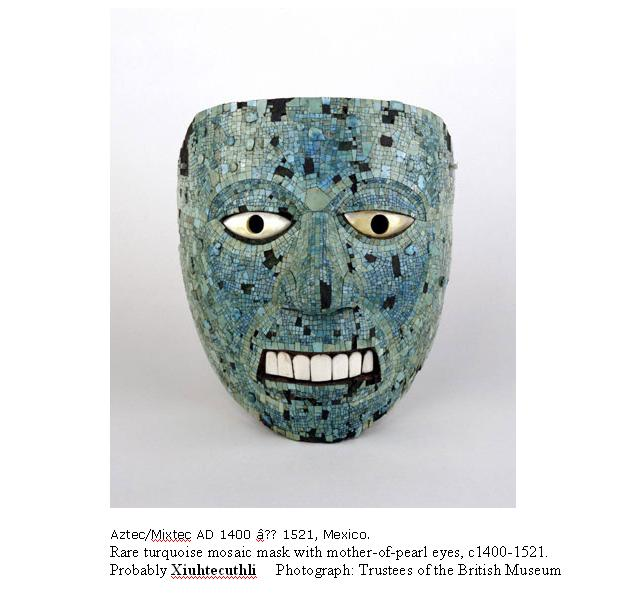 Aztec/Mixtec AD 1400 â?? 1521, Mexico.
Rare turquoise mosaic mask with mother-of-pearl eyes, c1400-1521.
Probably Xiuhtecuthli Photograph: Trustees of the British Museum